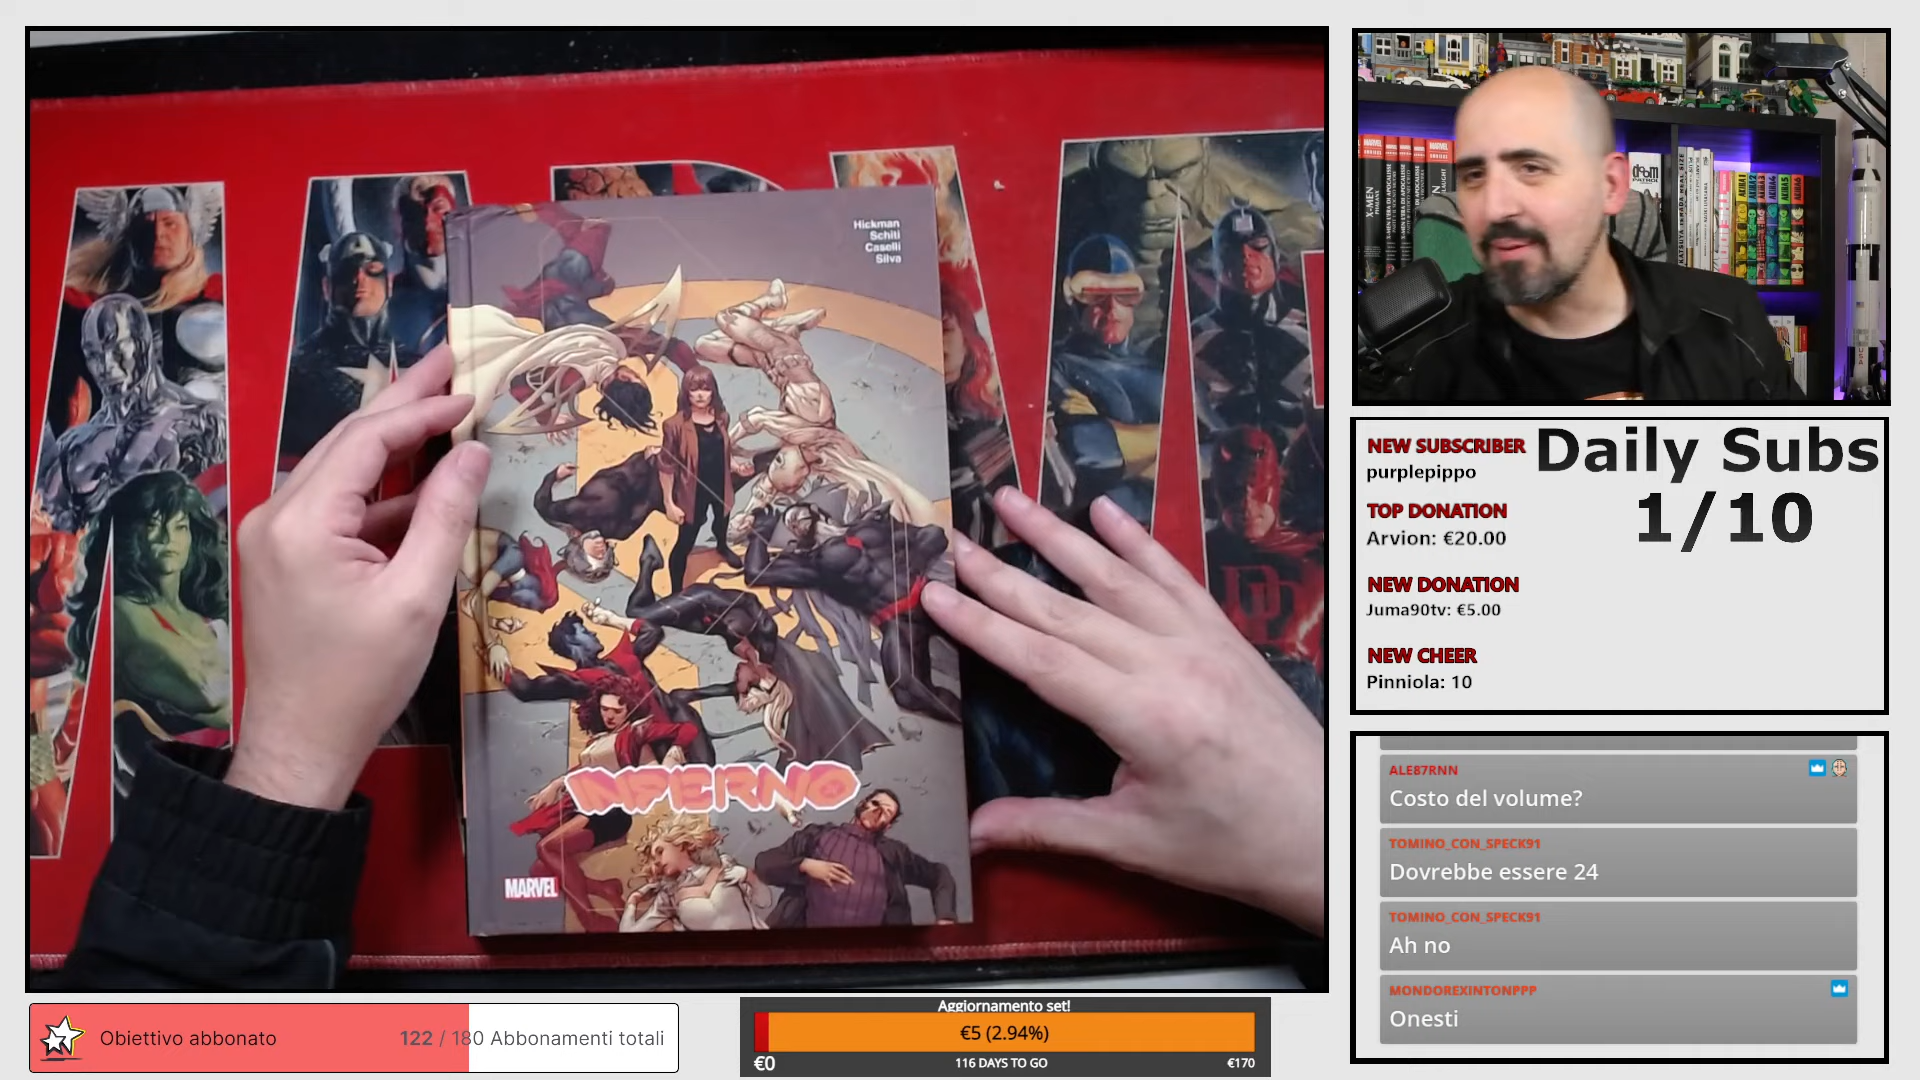 Hickman
Schiti
Caselli
Silva
INFERNO
MARVEL
X-MEN
doom
PATROL
NEW SUBSCRIBER
purplepippo
TOP DONATION
Arvion: €20.00
NEW DONATION
Juma90tv: €5.00
NEW CHEER
Pinniola: 10
Daily Subs
1/10
ALE87RNN
Costo del volume?
TOMINO_CON_SPECK91
Dovrebbe essere 24
TOMINO_CON_SPECK91
Ah no
MONDOREXINTONPPP
Onesti
Obiettivo abbonato
122 / 180 Abbonamenti totali
Aggiornamento set!
€5 (2.94%)
€0
116 DAYS TO GO
€170